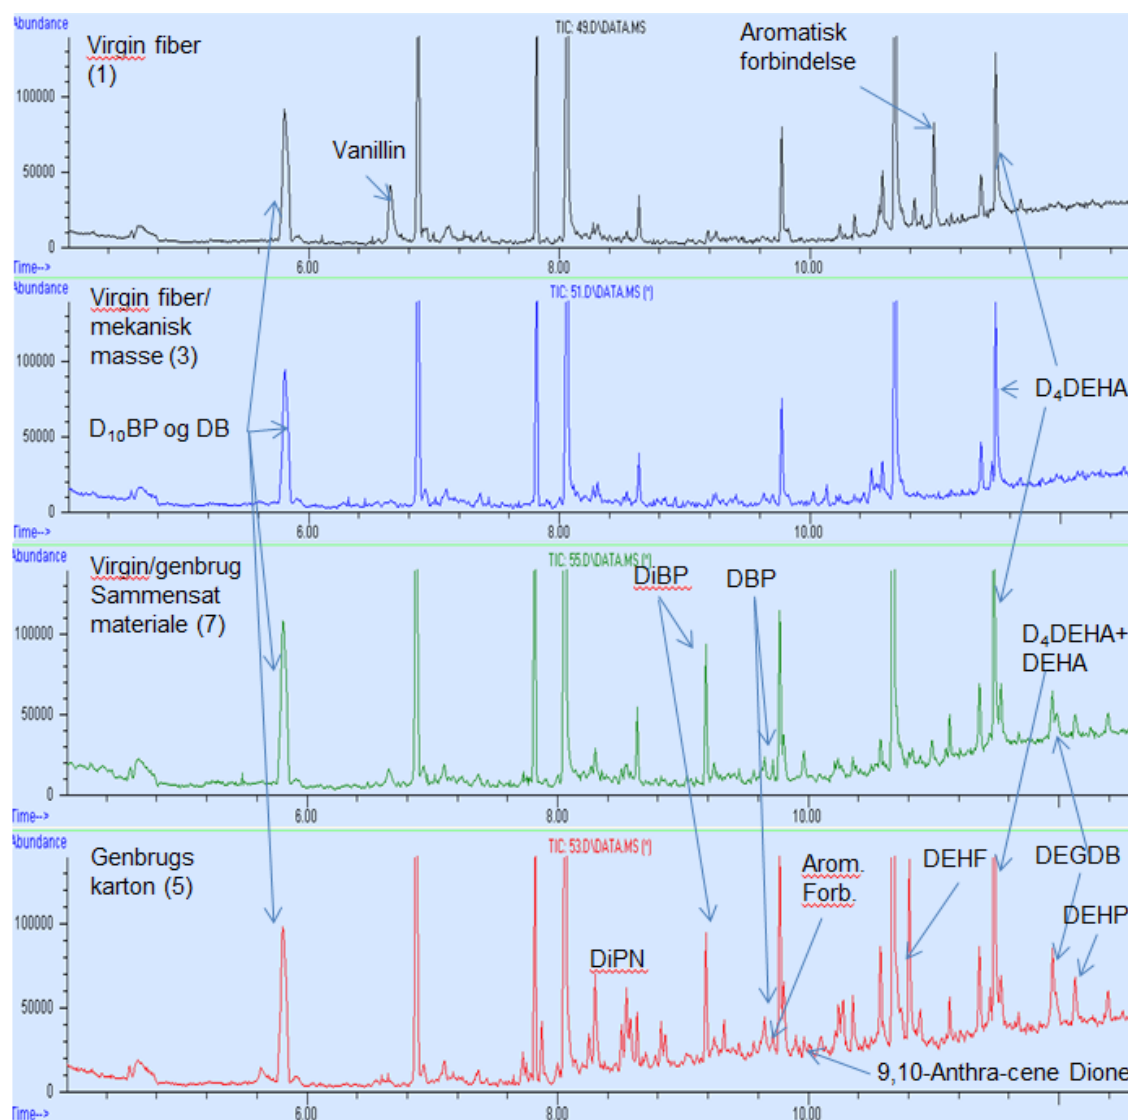 Abundance
TIC: 49.D\DATA.MS
Virgin fiber
(1)
Aromatisk
forbindelse
Vanillin
100000
50000
0
6.00 8.00 10.00
Time-->
Abundance
TIC: 51.D\DATA.MS (*)
Virgin fiber/
mekanisk
masse (3)
100000
50000
0
D₁₀BP og DB
D₄DEHA
6.00 8.00 10.00
Time-->
Abundance
TIC: 55.D\DATA.MS (*)
Virgin/genbrug
Sammensat
materiale (7)
DiBP
DBP
D₄DEHA+
DEHA
100000
50000
0
6.00 8.00 10.00
Time-->
Abundance
TIC: 53.D\DATA.MS (*)
Genbrugs
karton (5)
DiPN
Arom.
Forb.
DEHF
DEGDB
DEHP
9,10-Anthra-cene Dione
100000
50000
0
6.00 8.00 10.00
Time-->